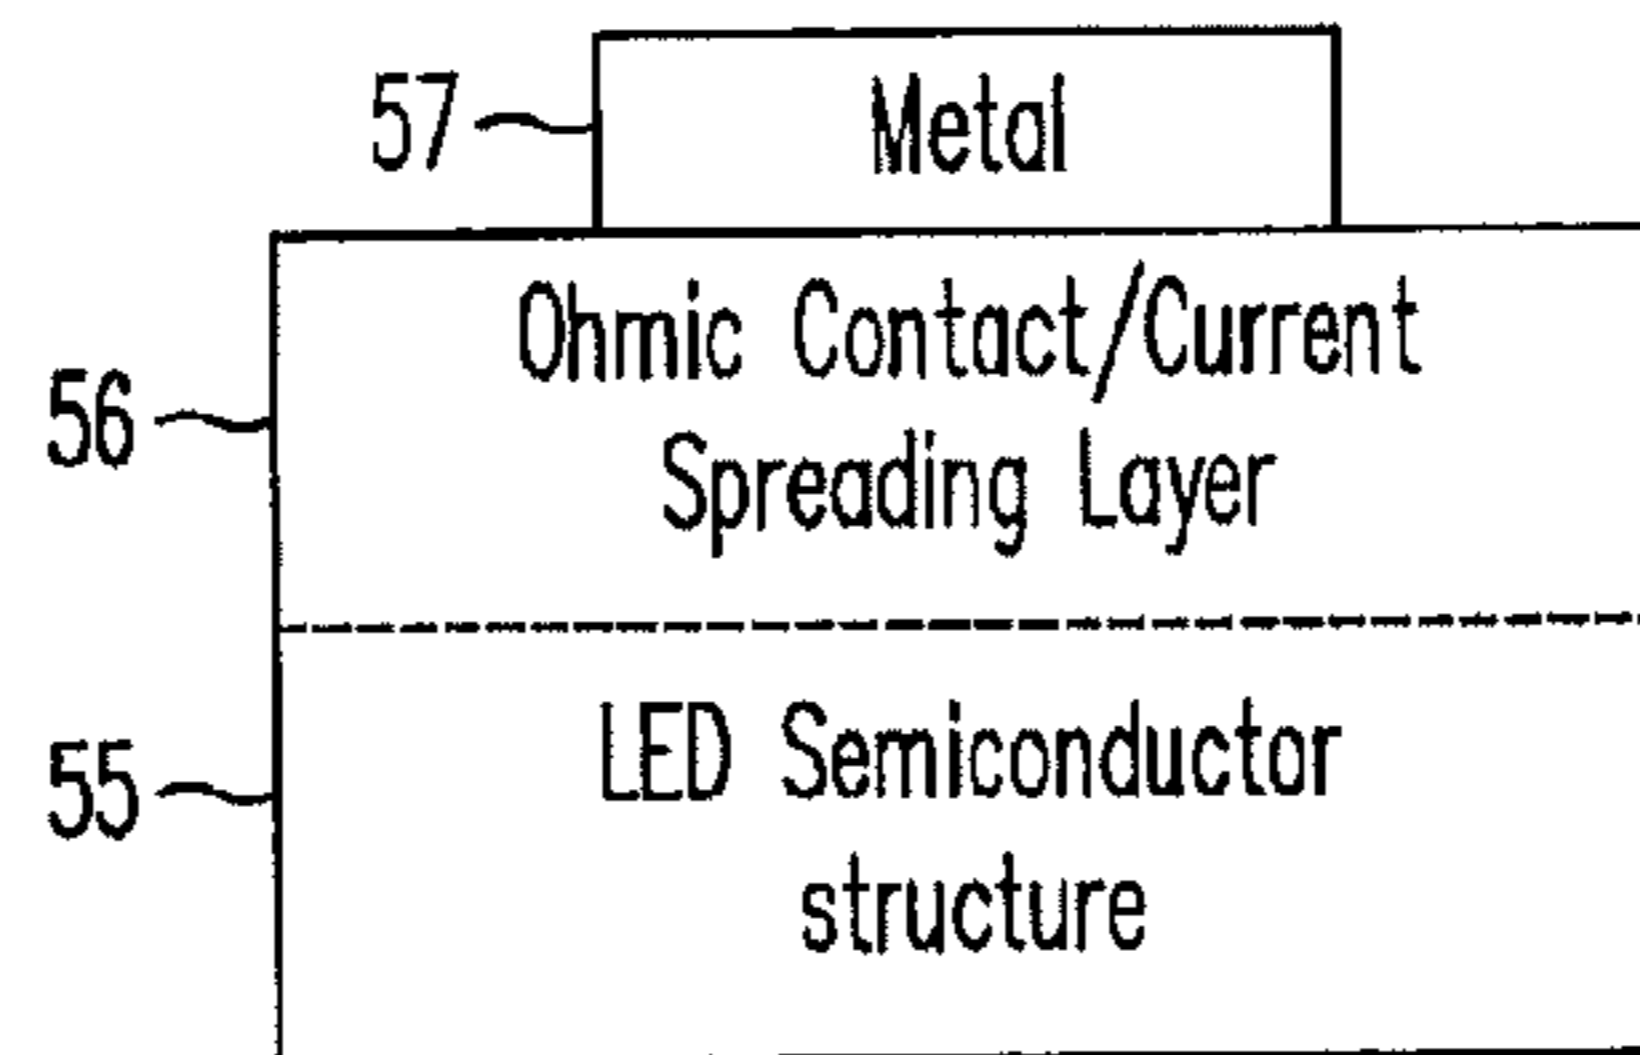 57 Metal
Ohmic Contact/Current
56
Spreading Layer
LED Semiconductor
55
structure